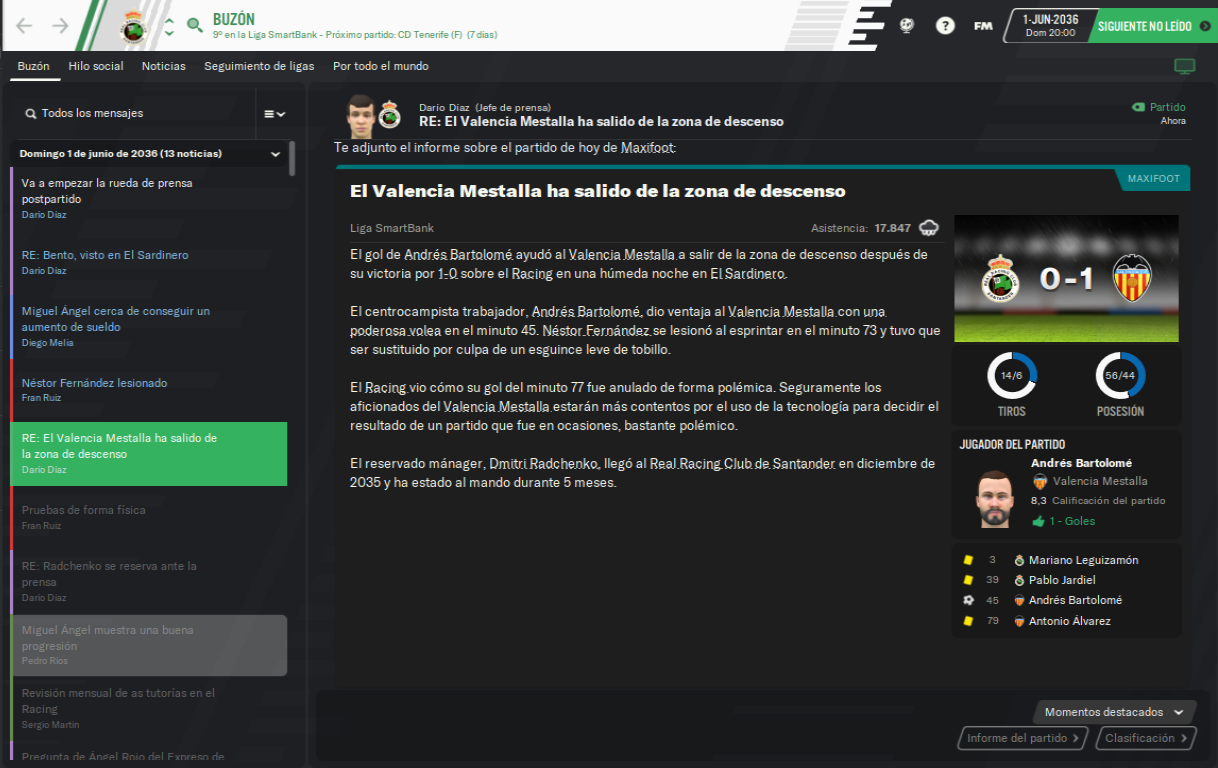 BUZÓN
9º en la Liga SmartBank - Próximo partido: CD Tenerife (F) (7 días)
?
FM
1-JUN-2036
Dom 20:00
SIGUIENTE NO LEÍDO
Buzón Hilo social Noticias Seguimiento de ligas Por todo el mundo
Todos los mensajes
Domingo 1 de junio de 2036 (13 noticias)
Va a empezar la rueda de prensa
postpartido
Darío Díaz
RE: Bento, visto en El Sardinero
Darío Díaz
Miguel Ángel cerca de conseguir un
aumento de sueldo
Diego Melia
Néstor Fernández lesionado
Fran Ruiz
RE: El Valencia Mestalla ha salido de
la zona de descenso
Darío Díaz
Pruebas de forma física
Fran Ruiz
RE: Radchenko se reserva ante la
prensa
Darío Díaz
Miguel Ángel muestra una buena
progresión
Pedro Ríos
Revisión mensual de as tutorías en el
Racing
Sergio Martín
Pregunta de Ángel Rojo del Expreso de
Darío Díaz (Jefe de prensa)
RE: El Valencia Mestalla ha salido de la zona de descenso
Partido
Ahora
Te adjunto el informe sobre el partido de hoy de Maxifoot:
MAXIFOOT
El Valencia Mestalla ha salido de la zona de descenso
Liga SmartBank
Asistencia: 17.847
El gol de Andrés Bartolomé ayudó al Valencia Mestalla a salir de la zona de descenso después de
su victoria por 1-0 sobre el Racing en una húmeda noche en El Sardinero.
El centrocampista trabajador, Andrés Bartolomé, dio ventaja al Valencia Mestalla con una
poderosa volea en el minuto 45. Néstor Fernández se lesionó al esprintar en el minuto 73 y tuvo que
ser sustituido por culpa de un esguince leve de tobillo.
El Racing vio cómo su gol del minuto 77 fue anulado de forma polémica. Seguramente los
aficionados del Valencia Mestalla estarán más contentos por el uso de la tecnología para decidir el
resultado de un partido que fue en ocasiones, bastante polémico.
El reservado mánager, Dmitri Radchenko, llegó al Real Racing Club de Santander en diciembre de
2035 y ha estado al mando durante 5 meses.
0 - 1
14/6
TIROS
56/44
POSESIÓN
JUGADOR DEL PARTIDO
Andrés Bartolomé
Valencia Mestalla
8,3 Calificación del partido
1 - Goles
3 Mariano Leguizamón
39 Pablo Jardiel
45 Andrés Bartolomé
79 Antonio Álvarez
Momentos destacados
Informe del partido
Clasificación